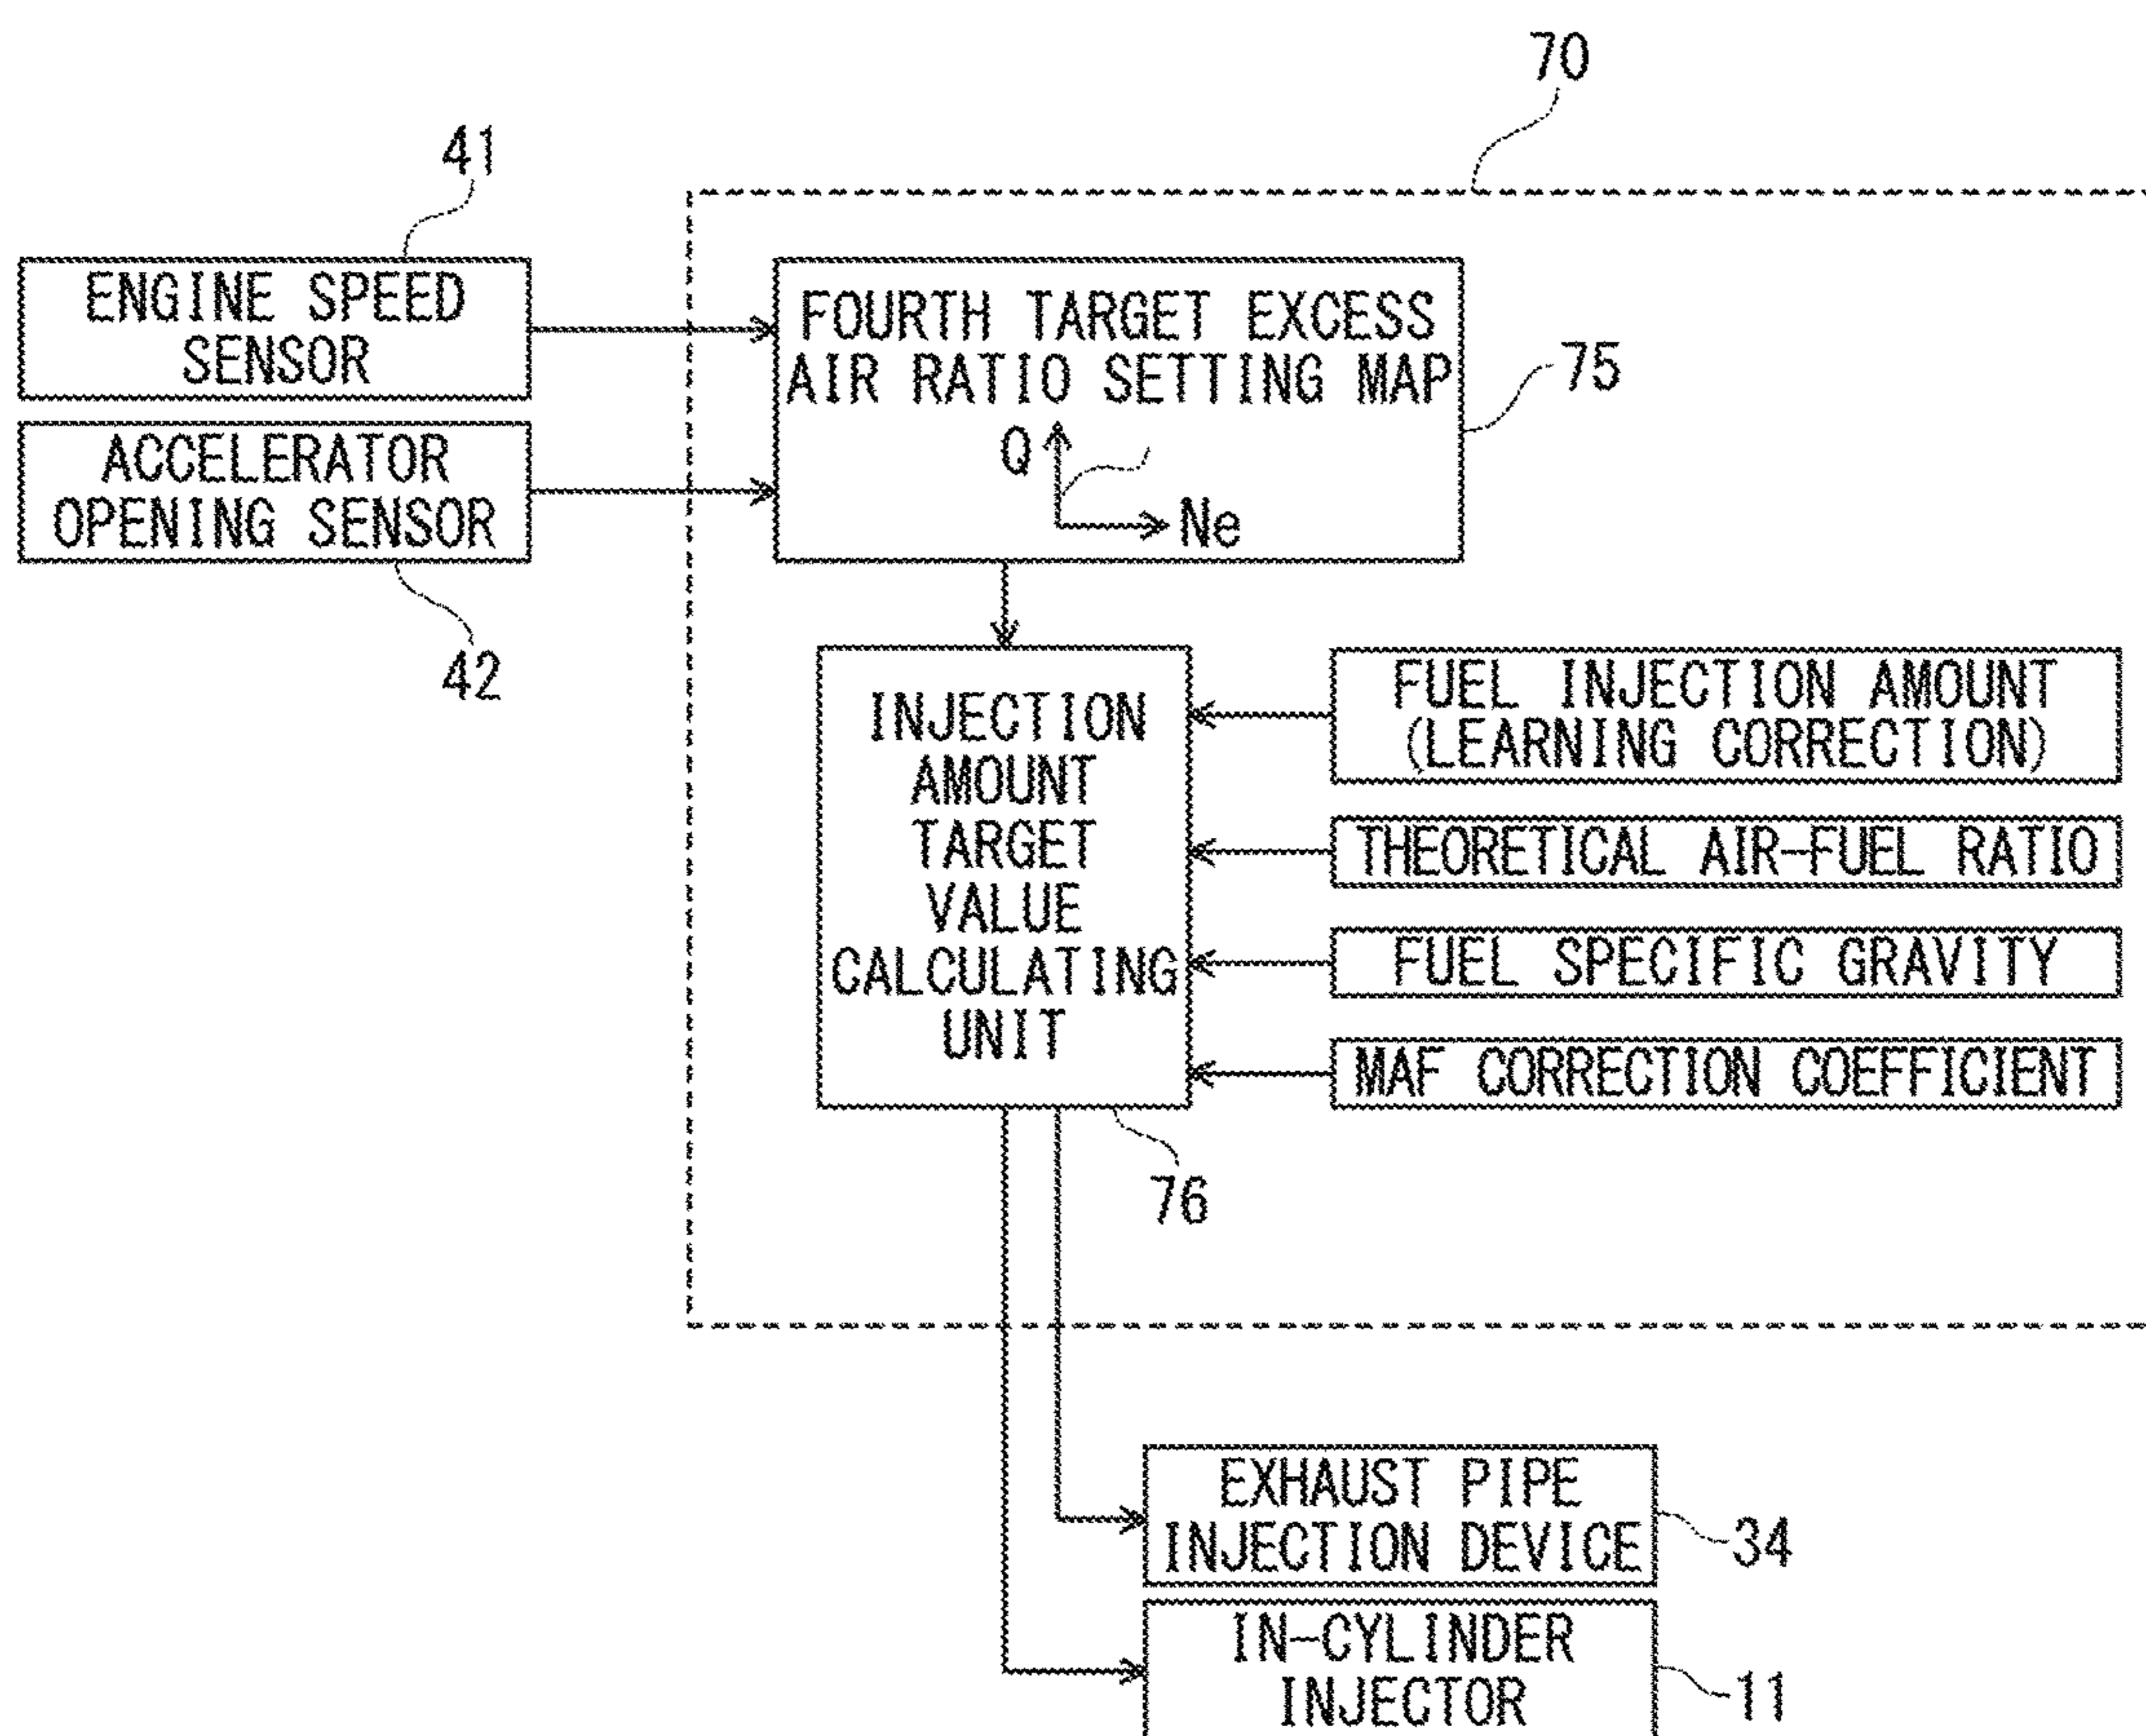 70
41
ENGINE SPEED
SENSOR
ACCELERATOR
OPENING SENSOR
42
FOURTH TARGET EXCESS
AIR RATIO SETTING MAP
Q
Ne
75
INJECTION
AMOUNT
TARGET
VALUE
CALCULATING
UNIT
76
FUEL INJECTION AMOUNT
(LEARNING CORRECTION)
THEORETICAL AIR-FUEL RATIO
FUEL SPECIFIC GRAVITY
MAF CORRECTION COEFFICIENT
EXHAUST PIPE
INJECTION DEVICE
34
IN-CYLINDER
INJECTOR
11